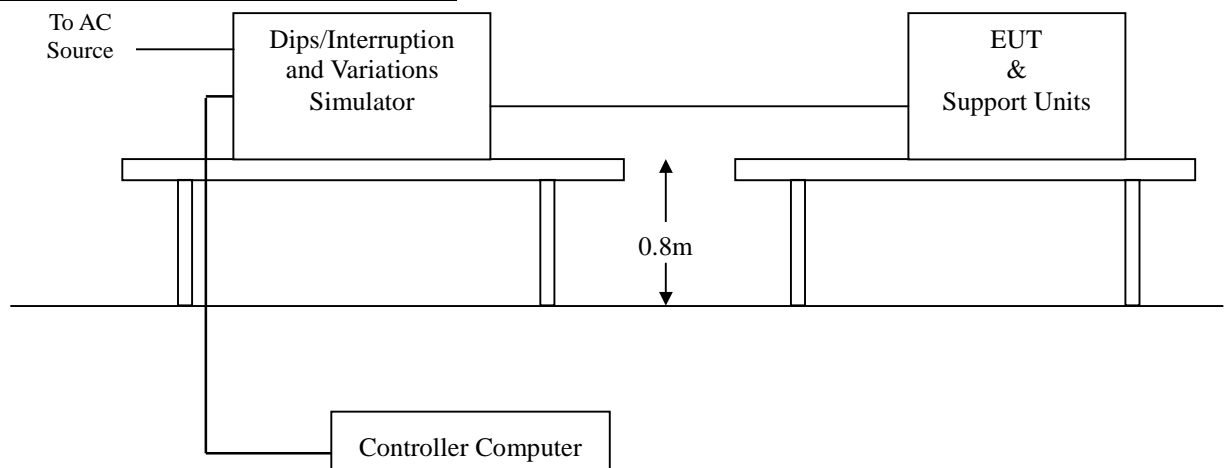 To AC
Source
Dips/Interruption
and Variations
Simulator
EUT
&
Support Units
0.8m
Controller Computer